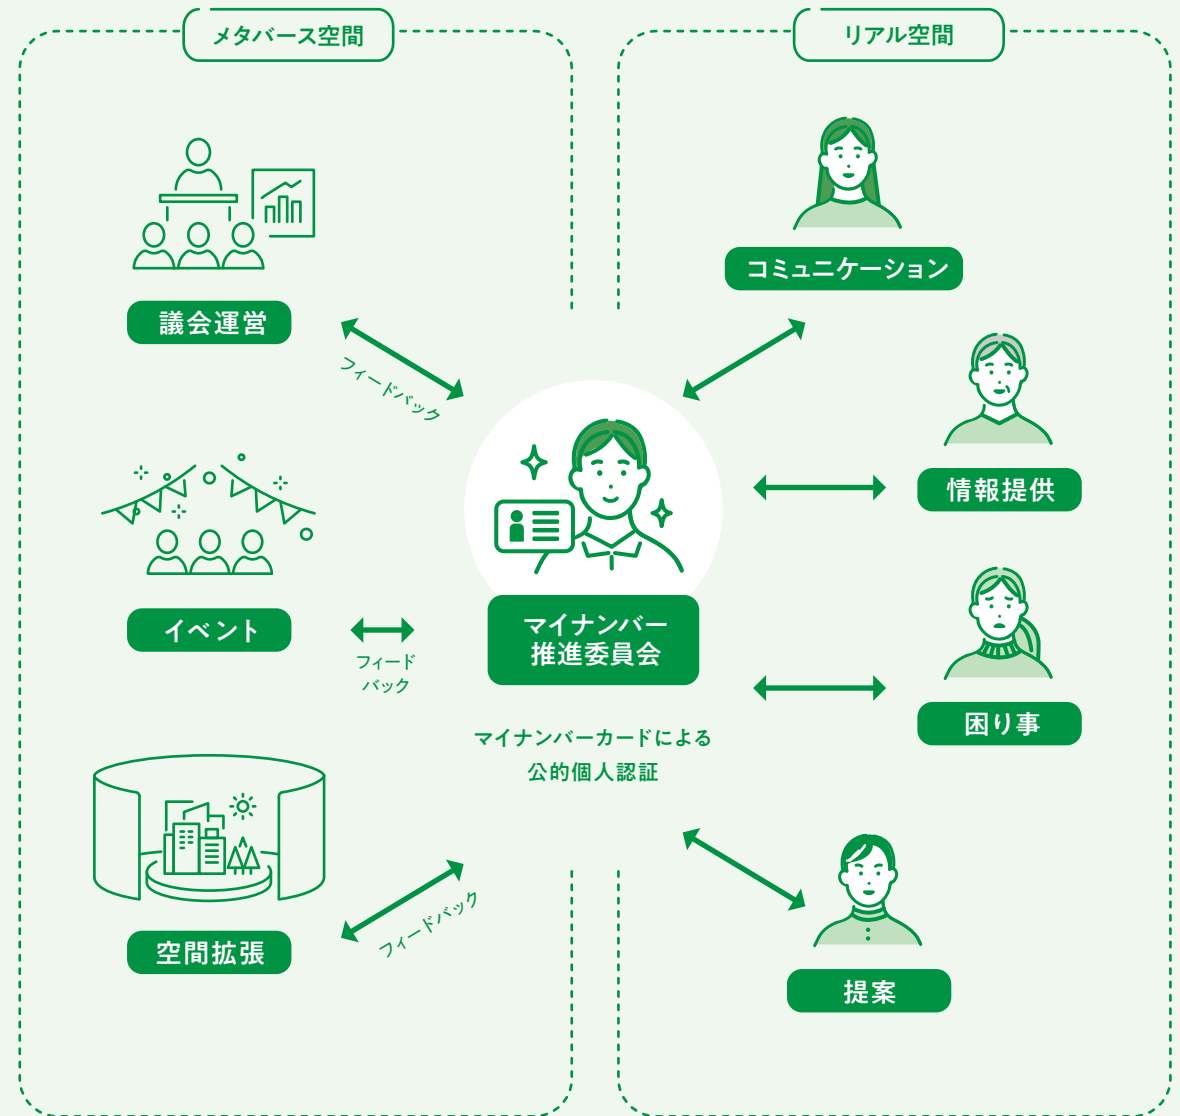 メタバース空間
議会運営
フィードバック
イベント
フィード
バック
空間拡張
フィードバック
マイナンバー
推進委員会
マイナンバーカードによる
公的個人認証
リアル空間
コミュニケーション
情報提供
困り事
提案